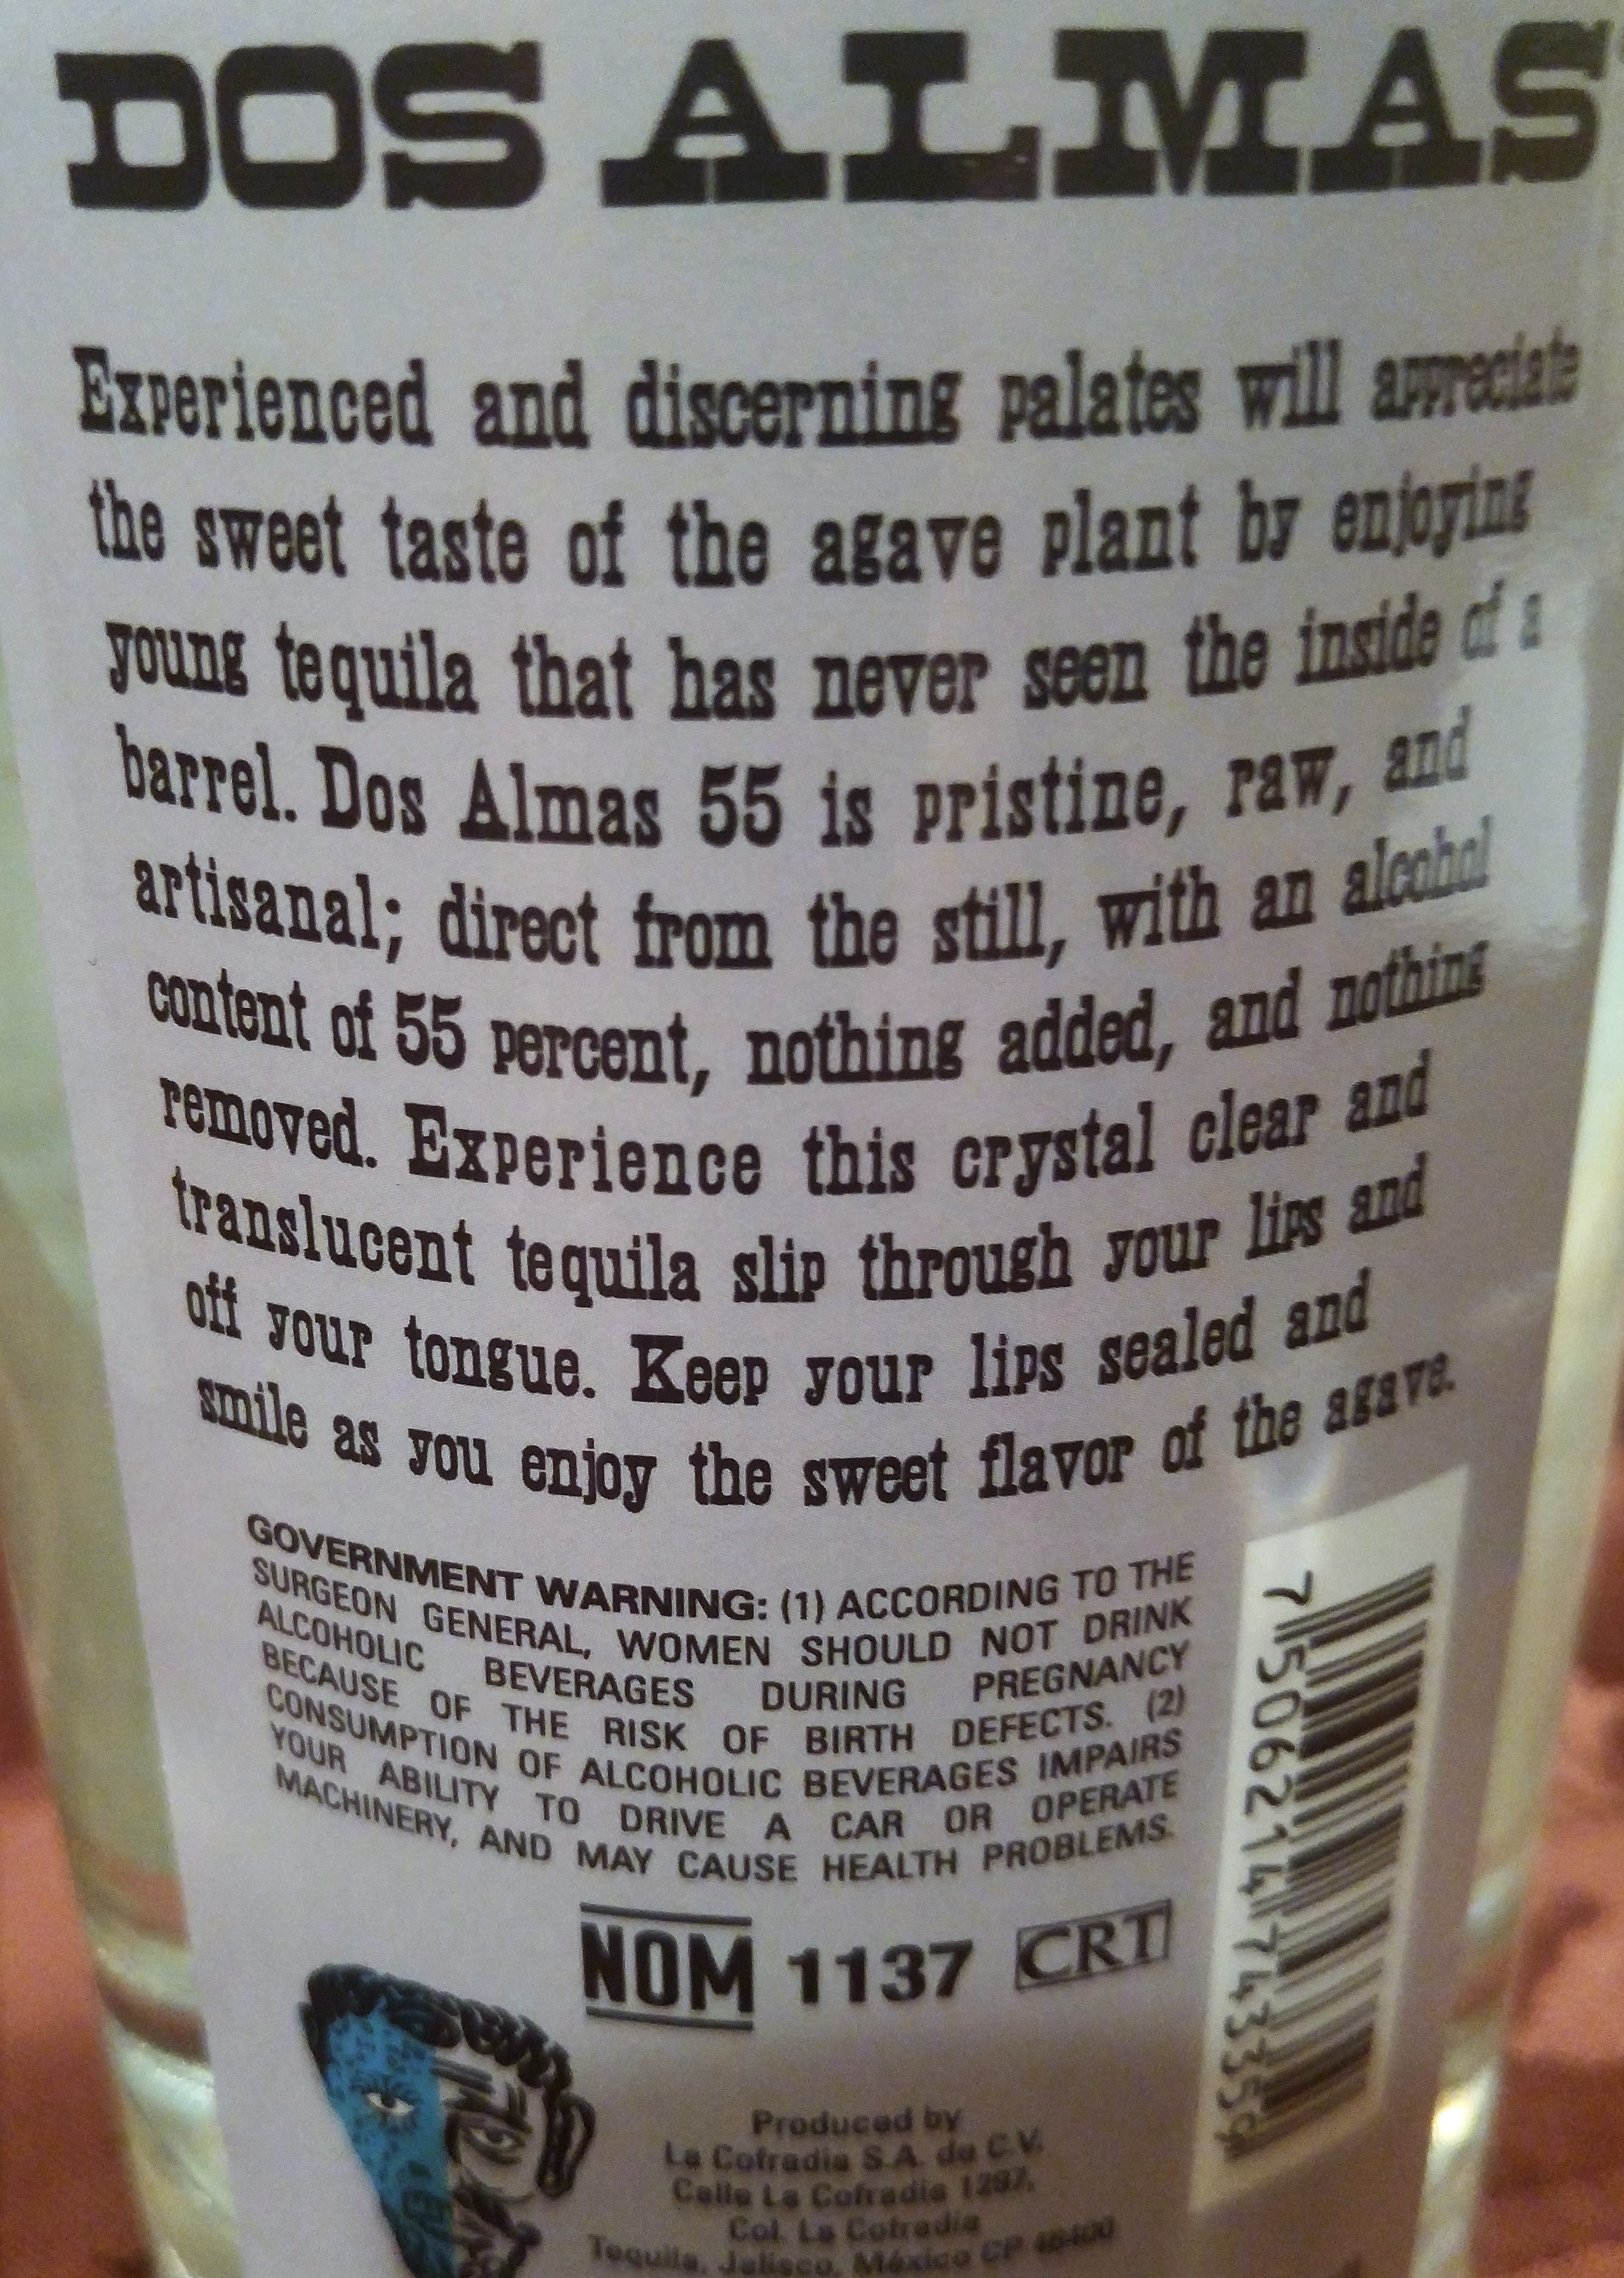 DOS ALMAS
Experienced and discerning palates will appreciate
the sweet taste of the agave plant by enjoying
young tequila that has never seen the inside of a
barrel. Dos Almas 55 is pristine, raw, and
artisanal; direct from the still, with an alcohol
content of 55 percent, nothing added, and nothing
removed. Experience this crystal clear and
translucent tequila slip through your lips and
off your tongue. Keep your lips sealed and
smile as you enjoy the sweet flavor of the agave.
GOVERNMENT WARNING: (1) ACCORDING TO THE
SURGEON GENERAL, WOMEN SHOULD NOT DRINK
ALCOHOLIC BEVERAGES DURING PREGNANCY
BECAUSE OF THE RISK OF BIRTH DEFECTS. (2)
CONSUMPTION OF ALCOHOLIC BEVERAGES IMPAIRS
YOUR ABILITY TO DRIVE A CAR OR OPERATE
MACHINERY, AND MAY CAUSE HEALTH PROBLEMS.
7 506214 743359
NOM 1137 CRT
Produced by
La Cofradia S.A. de C.V.
Calle La Cofradia 1297,
Col. La Cofradia
Tequila, Jalisco, México CP 46400